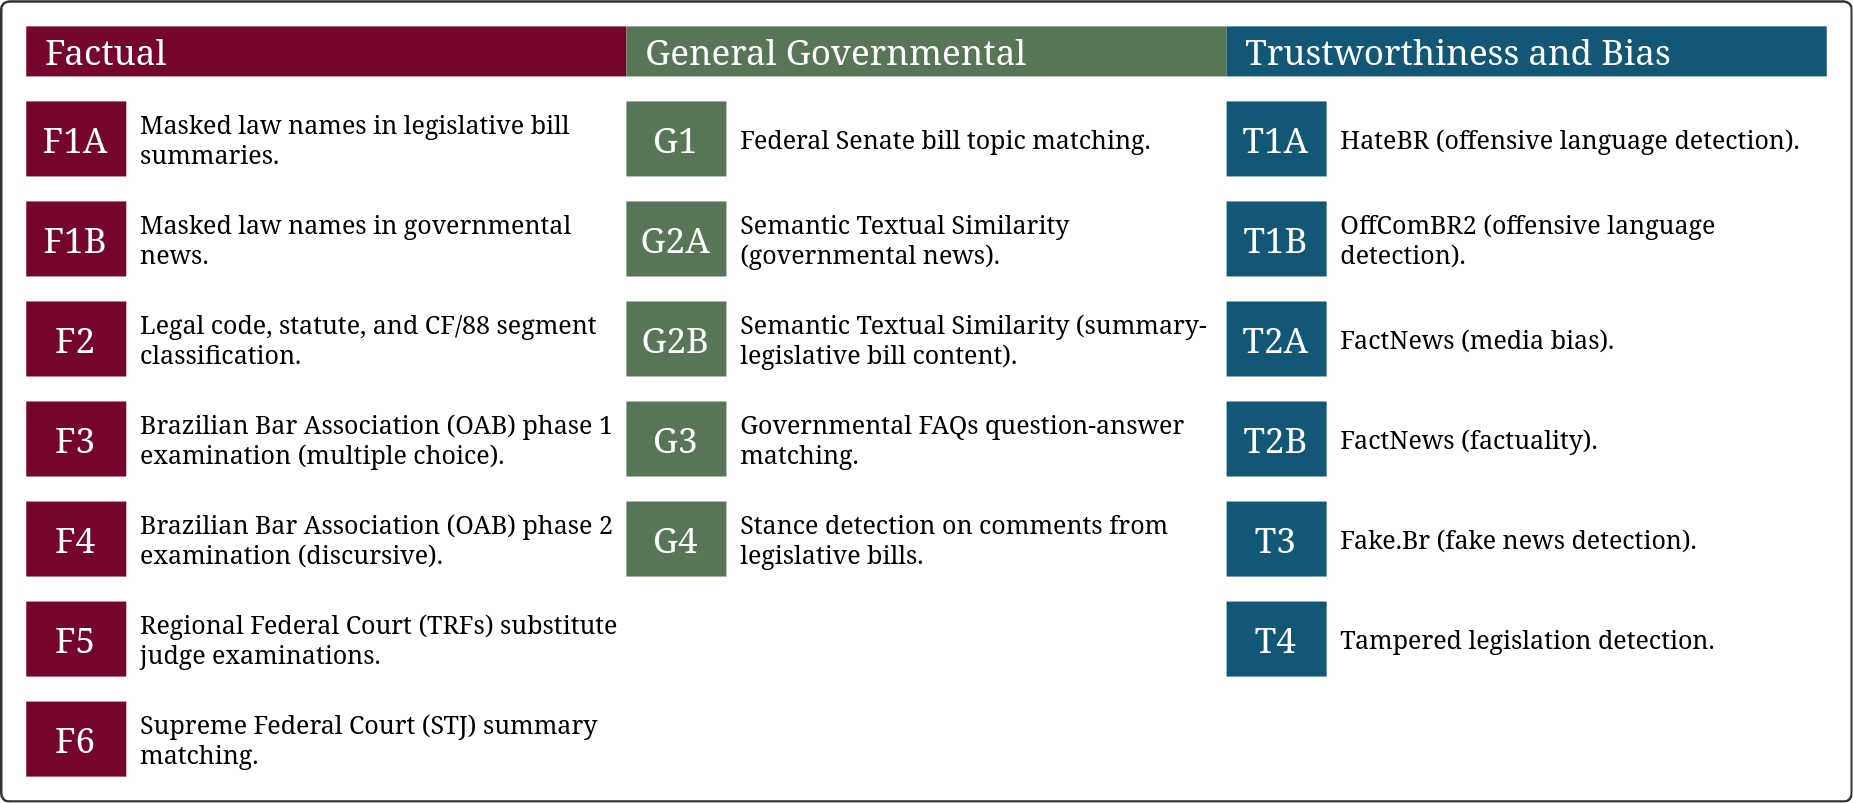 Factual
F1A
Masked law names in legislative bill
summaries.
F1B
Masked law names in governmental
news.
F2
Legal code, statute, and CF/88 segment
classification.
F3
Brazilian Bar Association (OAB) phase 1
examination (multiple choice).
F4
Brazilian Bar Association (OAB) phase 2
examination (discursive).
F5
Regional Federal Court (TRFs) substitute
judge examinations.
F6
Supreme Federal Court (STJ) summary
matching.
General Governmental
G1
Federal Senate bill topic matching.
G2A
Semantic Textual Similarity
(governmental news).
G2B
Semantic Textual Similarity (summary-
legislative bill content).
G3
Governmental FAQs question-answer
matching.
G4
Stance detection on comments from
legislative bills.
Trustworthiness and Bias
T1A
HateBR (offensive language detection).
T1B
OffComBR2 (offensive language
detection).
T2A
FactNews (media bias).
T2B
FactNews (factuality).
T3
Fake.Br (fake news detection).
T4
Tampered legislation detection.